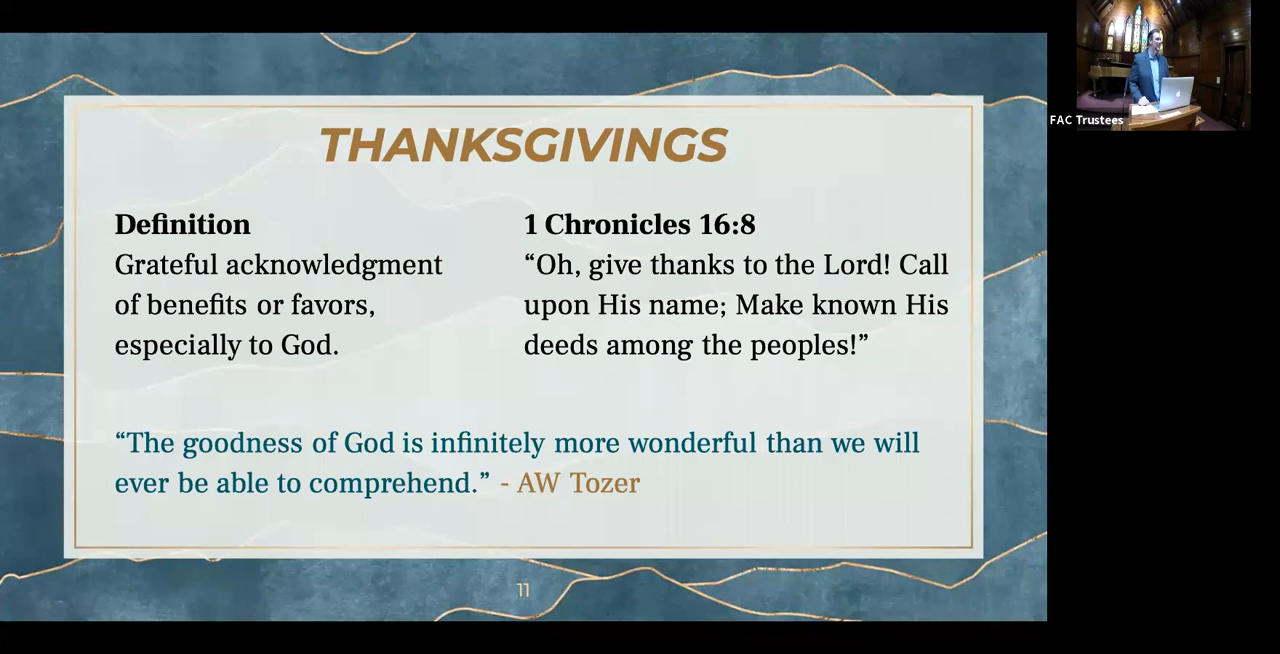 THANKSGIVINGS
Definition
Grateful acknowledgment
of benefits or favors,
especially to God.
1 Chronicles 16:8
“Oh, give thanks to the Lord! Call
upon His name; Make known His
deeds among the peoples!”
“The goodness of God is infinitely more wonderful than we will
ever be able to comprehend.” - AW Tozer
11
FAC Trustees